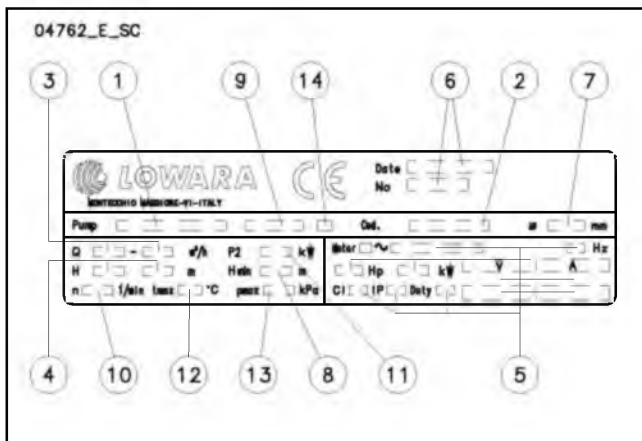 04762_E_SC
3 1 9 14 6 2 7
LOWARA CE Date
No
MONTECCHIO MAGGIORE-VI-ITALY
Pump Cod. ø mm
Q - m³/h P2 kW Motor ~ Hz
H m Hmin m Hp kW V A
n 1/min tmax °C pmax kPa Cl IP Duty
4 10 12 13 8 11 5